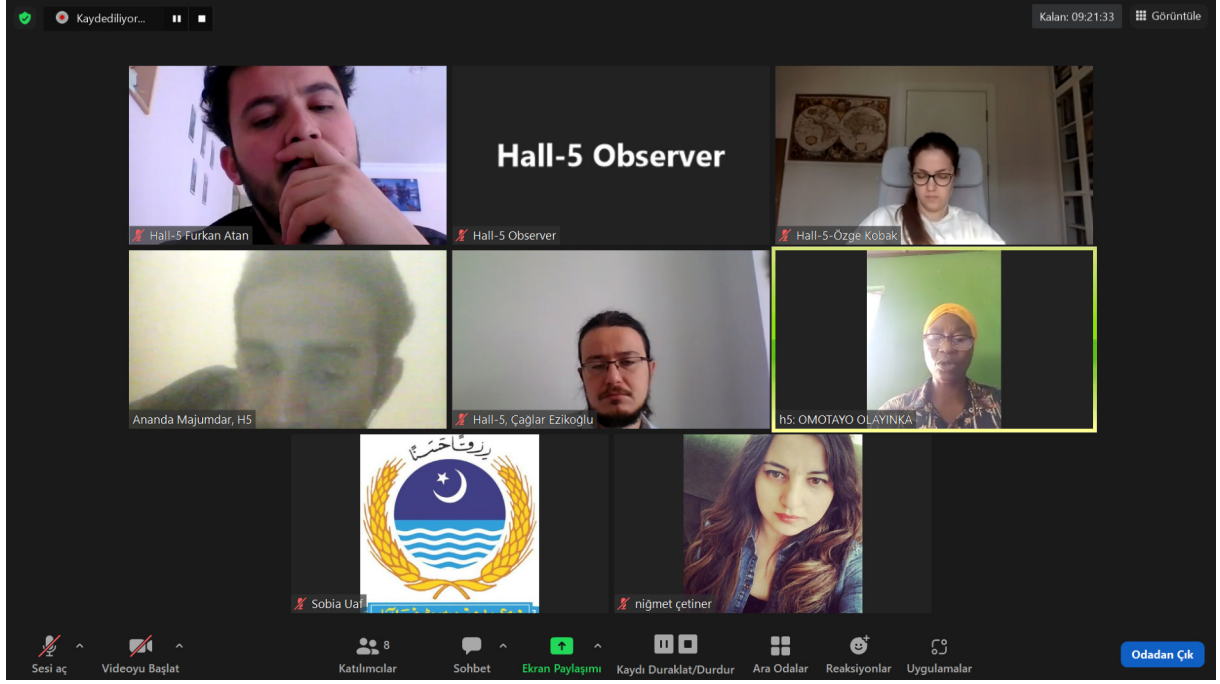 Kaydediliyor...
Kalan: 09:21:33
Görüntüle
Hall-5 Furkan Atan
Hall-5 Observer
Hall-5 Observer
Hall-5-Özge Kobak
Ananda Majumdar, H5
Hall-5, Çağlar Ezikoğlu
h5: OMOTAYO OLAYINKA
رزقًا حَسَنًا
Sobia Uaf
niğmet çetiner
Sesi aç
Videoyu Başlat
8
Katılımcılar
Sohbet
Ekran Paylaşımı
Kaydı Duraklat/Durdur
Ara Odalar
Reaksiyonlar
Uygulamalar
Odadan Çık